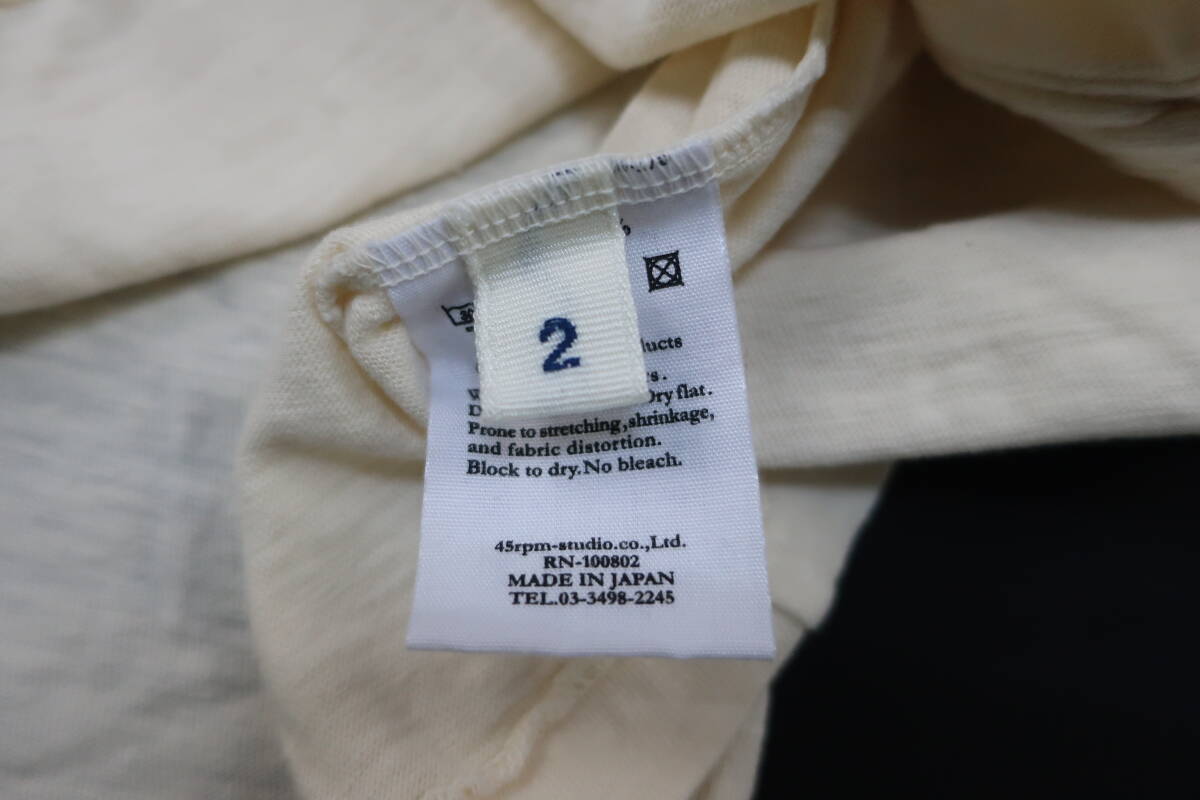 %
30
2
Dry flat.
Prone to stretching,shrinkage,
and fabric distortion.
Block to dry.No bleach.
45rpm-studio.co.,Ltd.
RN-100802
MADE IN JAPAN
TEL.03-3498-2245